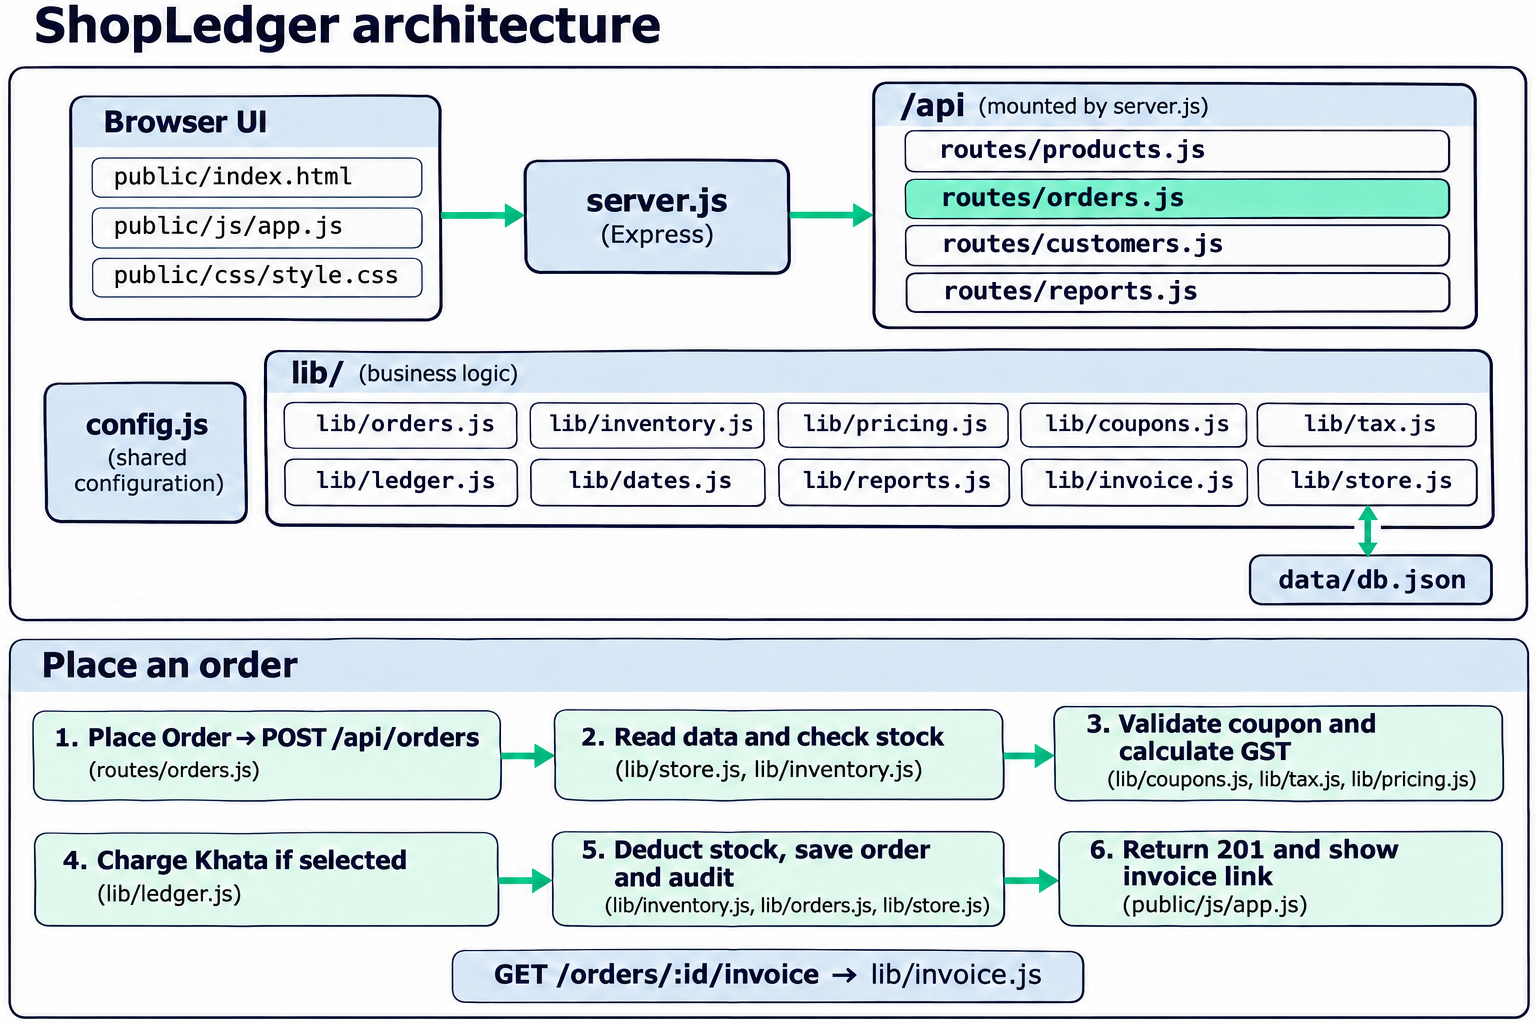 ShopLedger architecture
Browser UI
public/index.html
public/js/app.js
public/css/style.css
server.js
(Express)
/api (mounted by server.js)
routes/products.js
routes/orders.js
routes/customers.js
routes/reports.js
config.js
(shared
configuration)
lib/ (business logic)
lib/orders.js
lib/inventory.js
lib/pricing.js
lib/coupons.js
lib/tax.js
lib/ledger.js
lib/dates.js
lib/reports.js
lib/invoice.js
lib/store.js
data/db.json
Place an order
1. Place Order → POST /api/orders
(routes/orders.js)
2. Read data and check stock
(lib/store.js, lib/inventory.js)
3. Validate coupon and
calculate GST
(lib/coupons.js, lib/tax.js, lib/pricing.js)
4. Charge Khata if selected
(lib/ledger.js)
5. Deduct stock, save order
and audit
(lib/inventory.js, lib/orders.js, lib/store.js)
6. Return 201 and show
invoice link
(public/js/app.js)
GET /orders/:id/invoice → lib/invoice.js